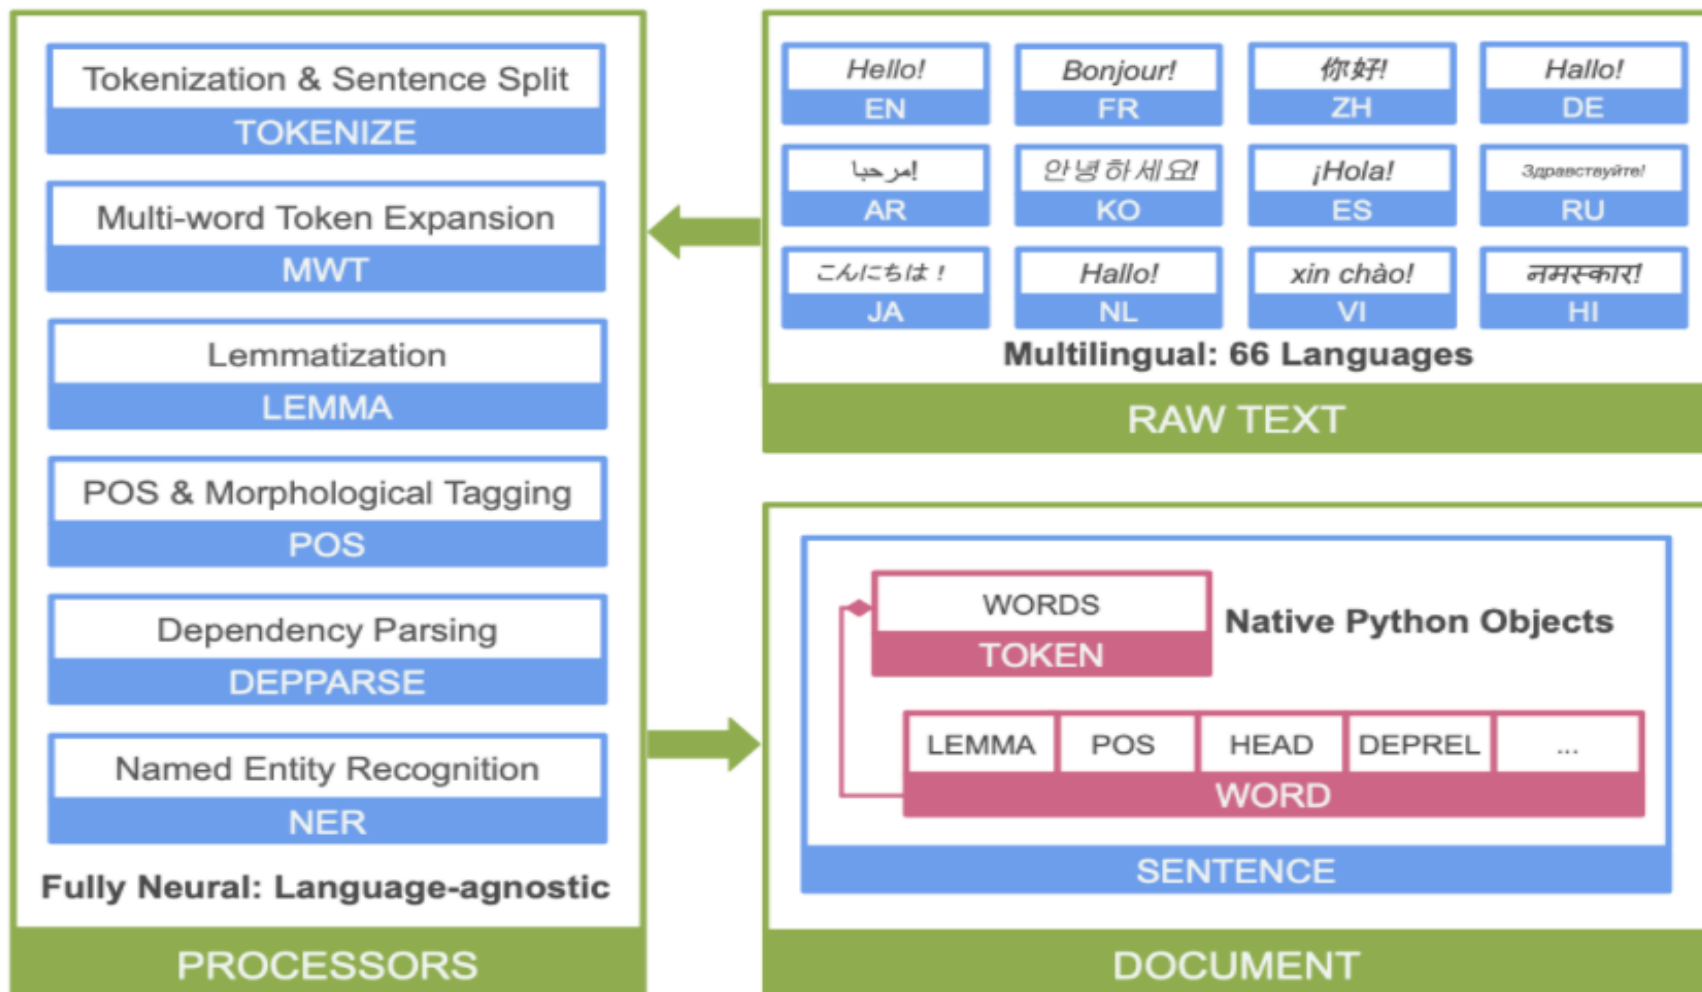 Tokenization & Sentence Split
TOKENIZE
Multi-word Token Expansion
MWT
Lemmatization
LEMMA
POS & Morphological Tagging
POS
Dependency Parsing
DEPPARSE
Named Entity Recognition
NER
Fully Neural: Language-agnostic
PROCESSORS
Hello!
EN
Bonjour!
FR
你好!
ZH
Hallo!
DE
مرحبا!
AR
안녕하세요!
KO
¡Hola!
ES
Здравствуйте!
RU
こんにちは!
JA
Hallo!
NL
xin chào!
VI
नमस्कार!
HI
Multilingual: 66 Languages
RAW TEXT
WORDS
TOKEN
Native Python Objects
LEMMA
POS
HEAD
DEPREL
...
WORD
SENTENCE
DOCUMENT